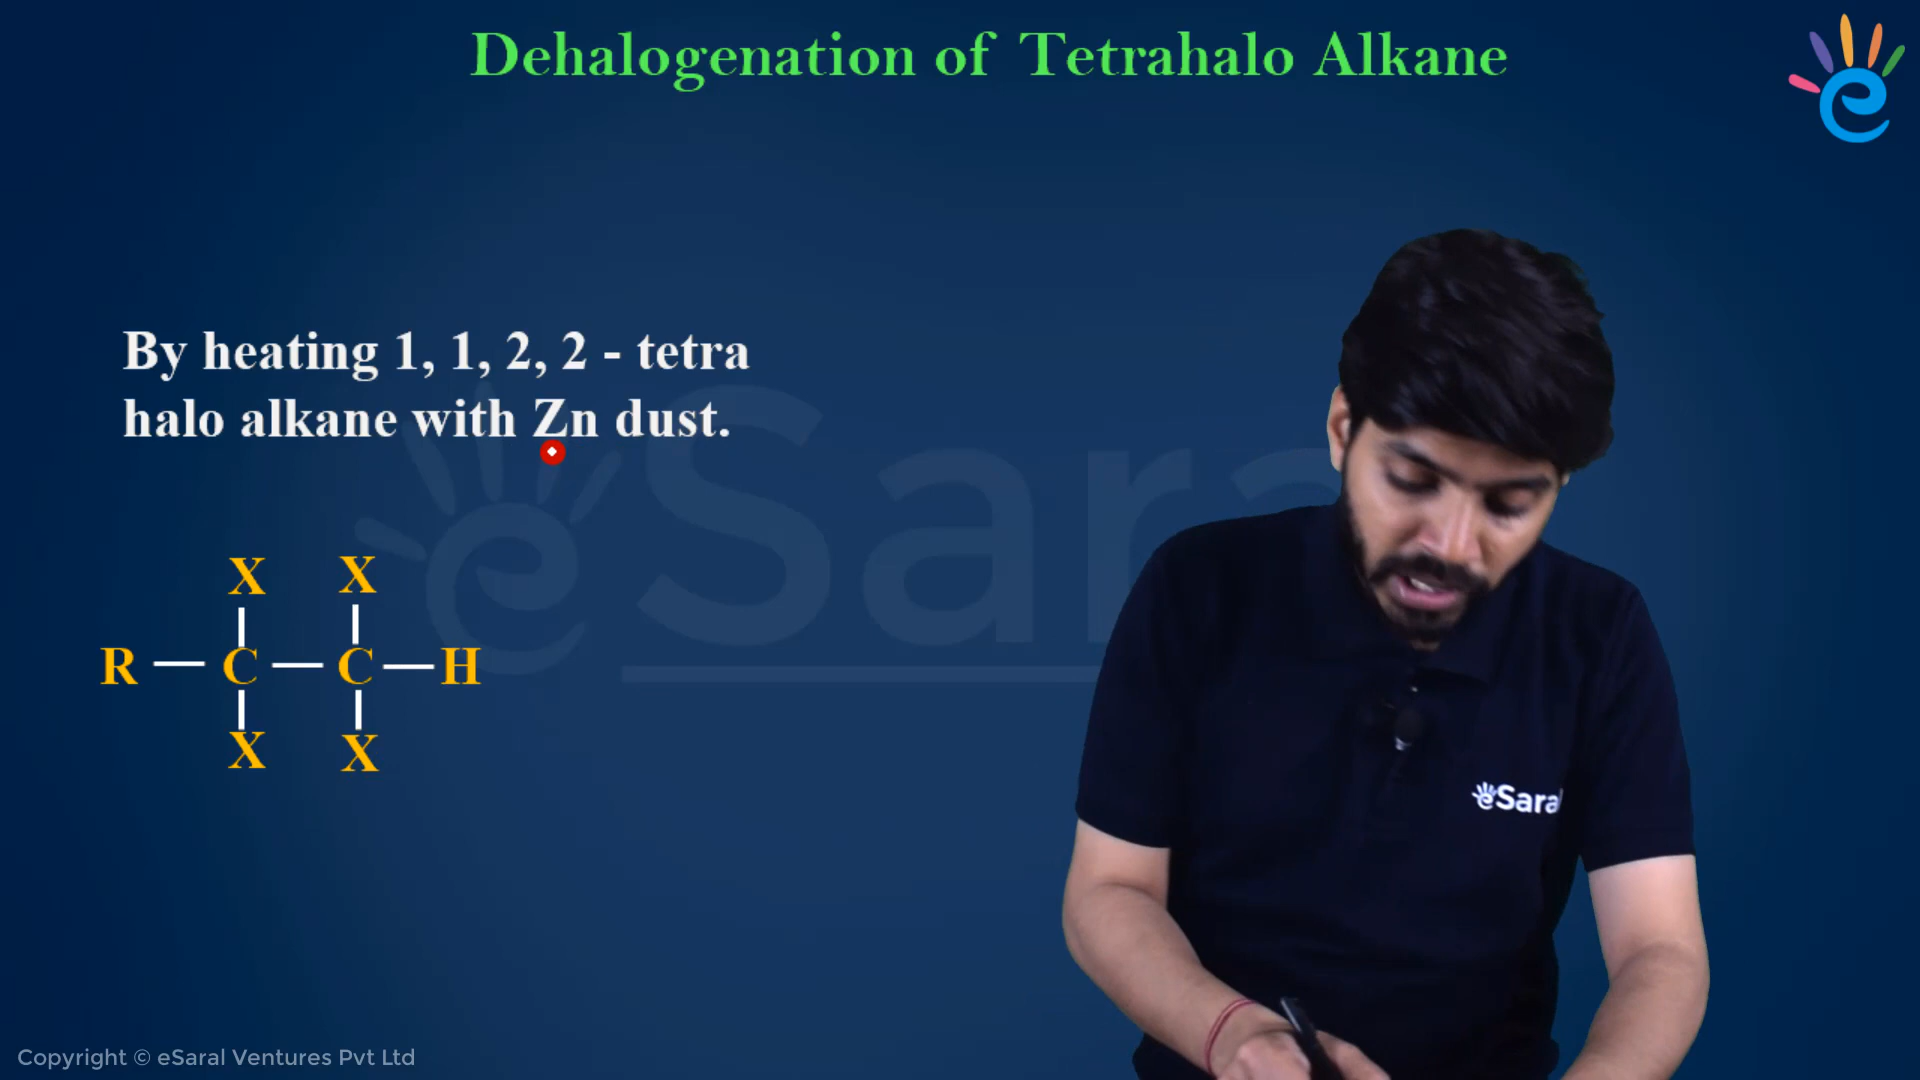 Dehalogenation of Tetrahalo Alkane
By heating 1, 1, 2, 2 - tetra
halo alkane with Zn dust.
X X
R — C — C — H
X X
eSaral
eSaral
Copyright © eSaral Ventures Pvt Ltd